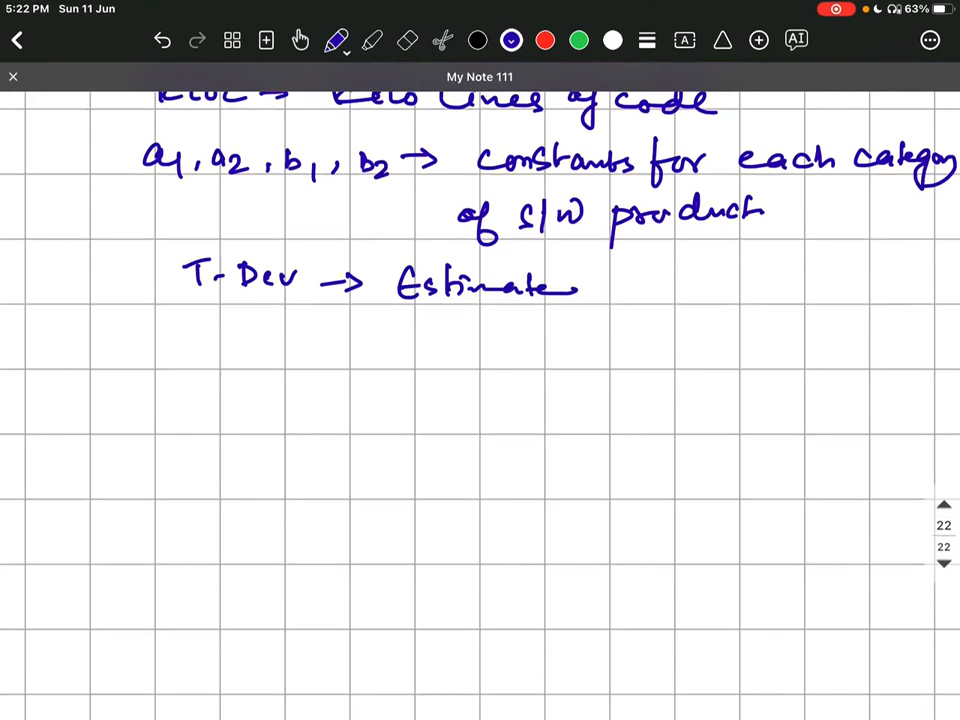 5:22 PM Sun 11 Jun
63%
My Note 111
KLOC → Kelo Lines of code
a1, a2, b1, b2 → constants for each category
of S/W product
T-Dev → Estimate
22
22